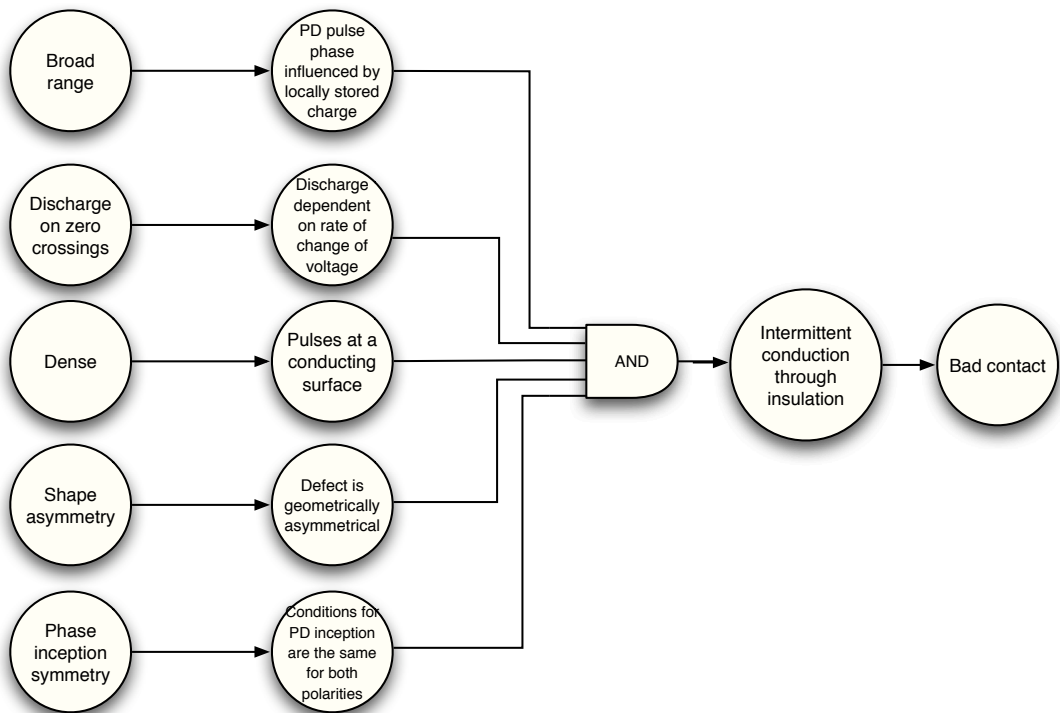 Broad
range
PD pulse
phase
influenced by
locally stored
charge
Discharge
on zero
crossings
Discharge
dependent
on rate of
change of
voltage
Dense
Pulses at a
conducting
surface
AND
Intermittent
conduction
through
insulation
Bad contact
Shape
asymmetry
Defect is
geometrically
asymmetrical
Phase
inception
symmetry
Conditions for
PD inception
are the same
for both
polarities